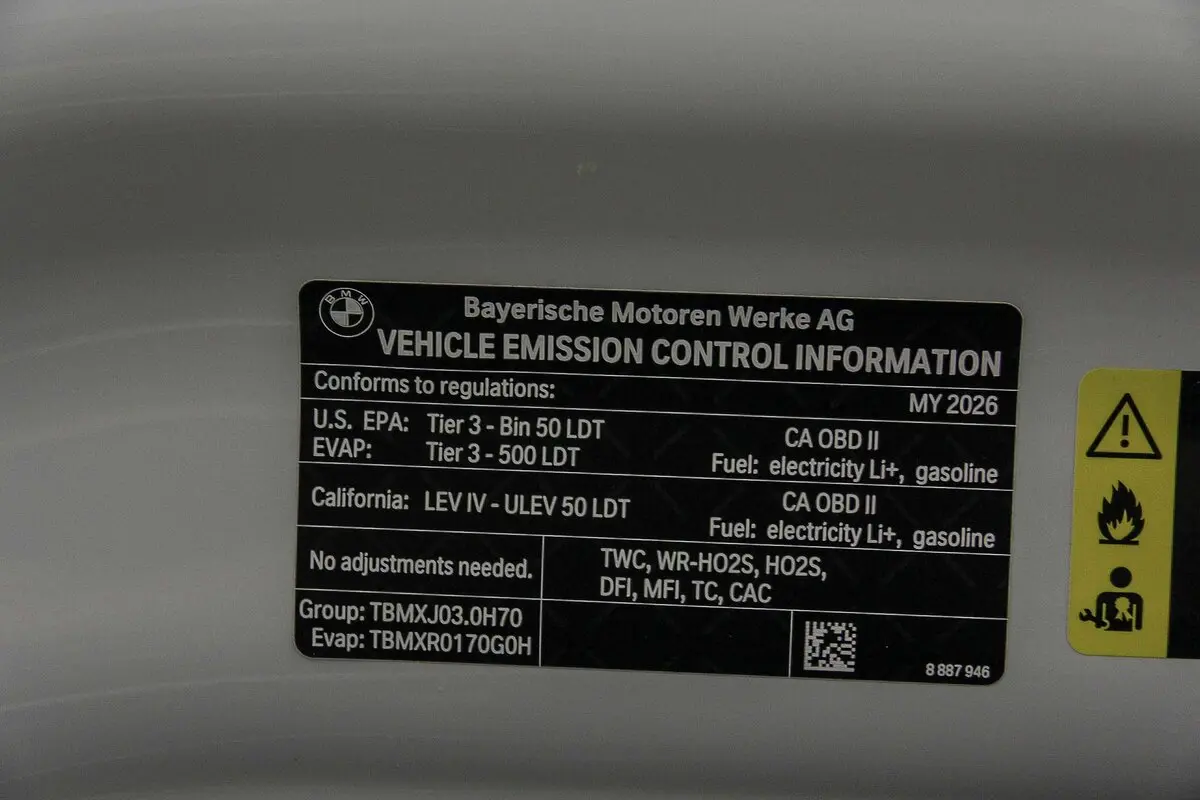 BMW
Bayerische Motoren Werke AG
VEHICLE EMISSION CONTROL INFORMATION
Conforms to regulations:
MY 2026
U.S. EPA: Tier 3 - Bin 50 LDT
CA OBD II
EVAP: Tier 3 - 500 LDT
Fuel: electricity Li+, gasoline
California: LEV IV - ULEV 50 LDT
CA OBD II
Fuel: electricity Li+, gasoline
No adjustments needed.
TWC, WR-HO2S, HO2S,
DFI, MFI, TC, CAC
Group: TBMXJ03.0H70
Evap: TBMXR0170G0H
8 887 946